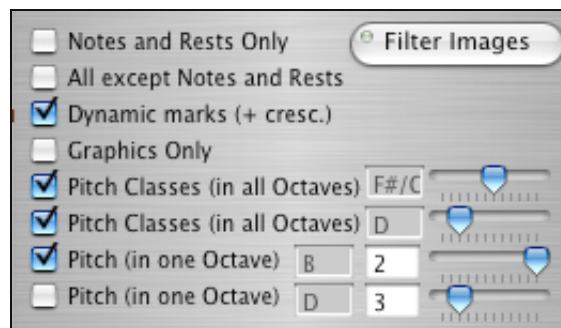 Notes and Rests Only Filter Images
All except Notes and Rests
Dynamic marks (+ cresc.)
Graphics Only
Pitch Classes (in all Octaves) F#/C
Pitch Classes (in all Octaves) D
Pitch (in one Octave) B 2
Pitch (in one Octave) D 3